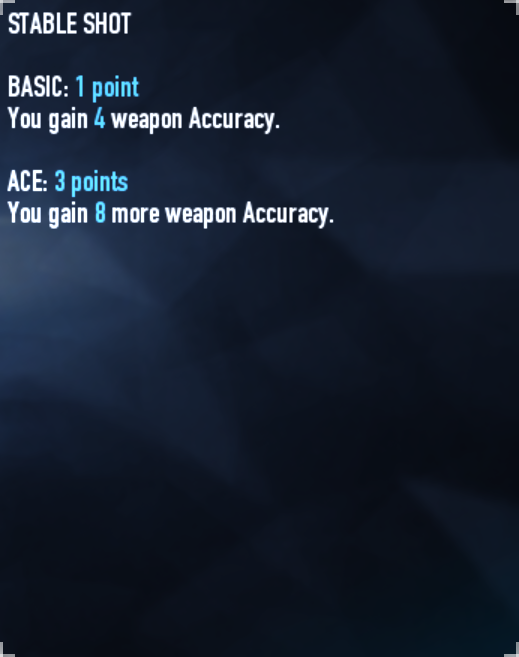 STABLE SHOT
BASIC: 1 point
You gain 4 weapon Accuracy.
ACE: 3 points
You gain 8 more weapon Accuracy.